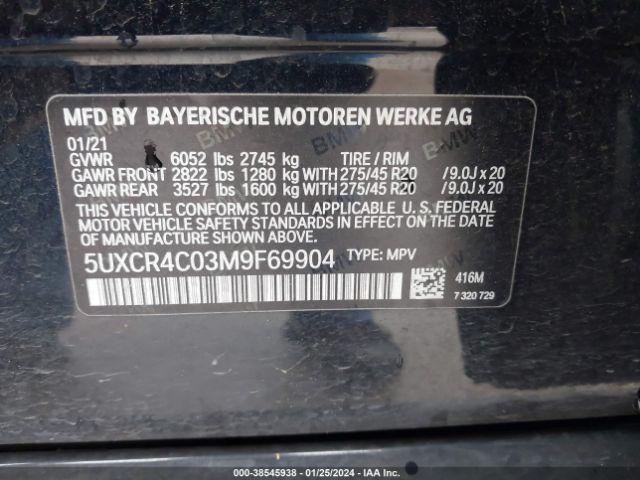 MFD BY BAYERISCHE MOTOREN WERKE AG
01/21
GVWR 6052 lbs 2745 kg TIRE / RIM
GAWR FRONT 2822 lbs 1280 kg WITH 275/45 R20 /9.0J x 20
GAWR REAR 3527 lbs 1600 kg WITH 275/45 R20 /9.0J x 20
THIS VEHICLE CONFORMS TO ALL APPLICABLE U. S. FEDERAL
MOTOR VEHICLE SAFETY STANDARDS IN EFFECT ON THE DATE
OF MANUFACTURE SHOWN ABOVE.
5UXCR4C03M9F69904 TYPE: MPV
416M
7 320 729
BMW BMW BMW
© 000-38545938 - 01/25/2024 - IAA Inc.